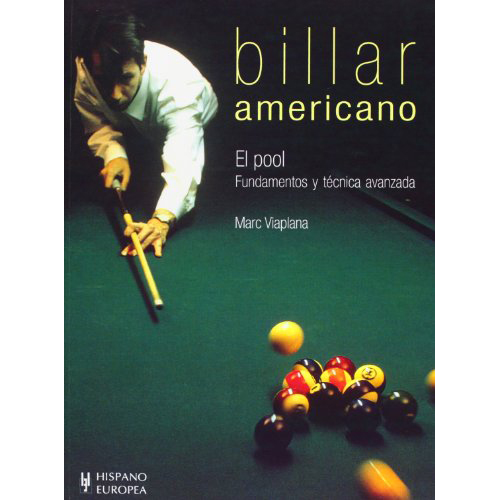 billar
americano
El pool
Fundamentos y técnica avanzada
Marc Viaplana
HISPANO
EUROPEA